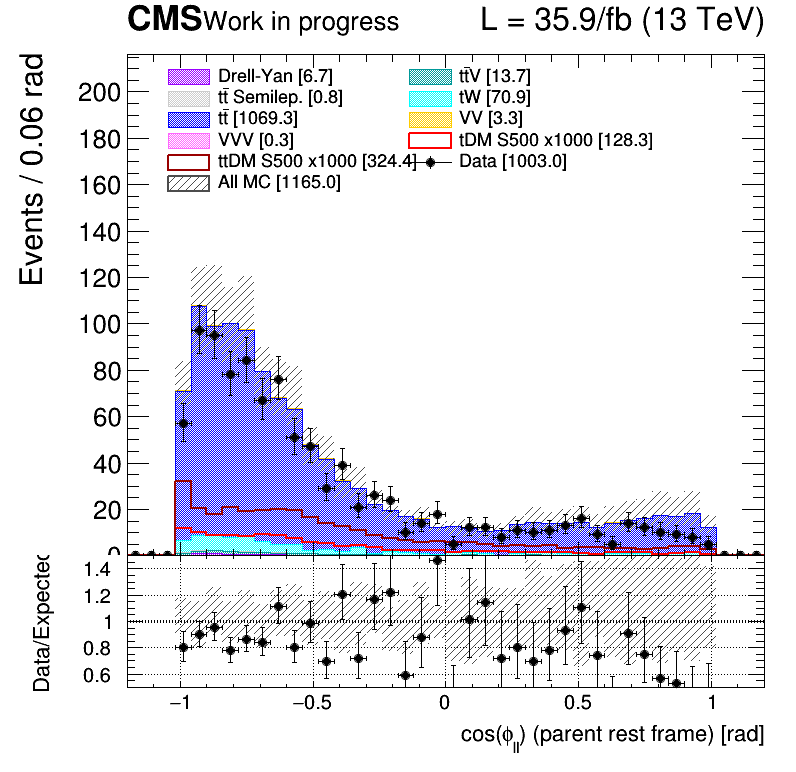 CMS Work in progress L = 35.9/fb (13 TeV)
Events / 0.06 rad
200
180
160
140
120
100
80
60
40
20
0
Drell-Yan [6.7]
tt̄ Semilep. [0.8]
tt̄ [1069.3]
VVV [0.3]
ttDM S500 x1000 [324.4]
All MC [1165.0]
tt̄V [13.7]
tW [70.9]
VV [3.3]
tDM S500 x1000 [128.3]
Data [1003.0]
Data/Expected
1.4
1.2
1
0.8
0.6
−1 −0.5 0 0.5 1
cos(ϕ_ll) (parent rest frame) [rad]